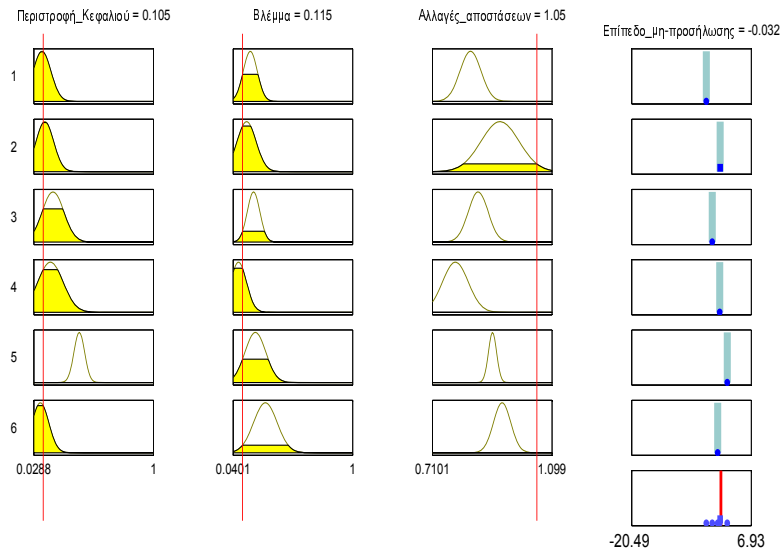 Περιστροφή_Κεφαλιού = 0.105
Βλέμμα = 0.115
Αλλαγές_αποστάσεων = 1.05
Επίπεδο_μη-προσήλωσης = -0.032
1
2
3
4
5
6
0.0288 1
0.0401 1
0.7101 1.099
-20.49 6.93